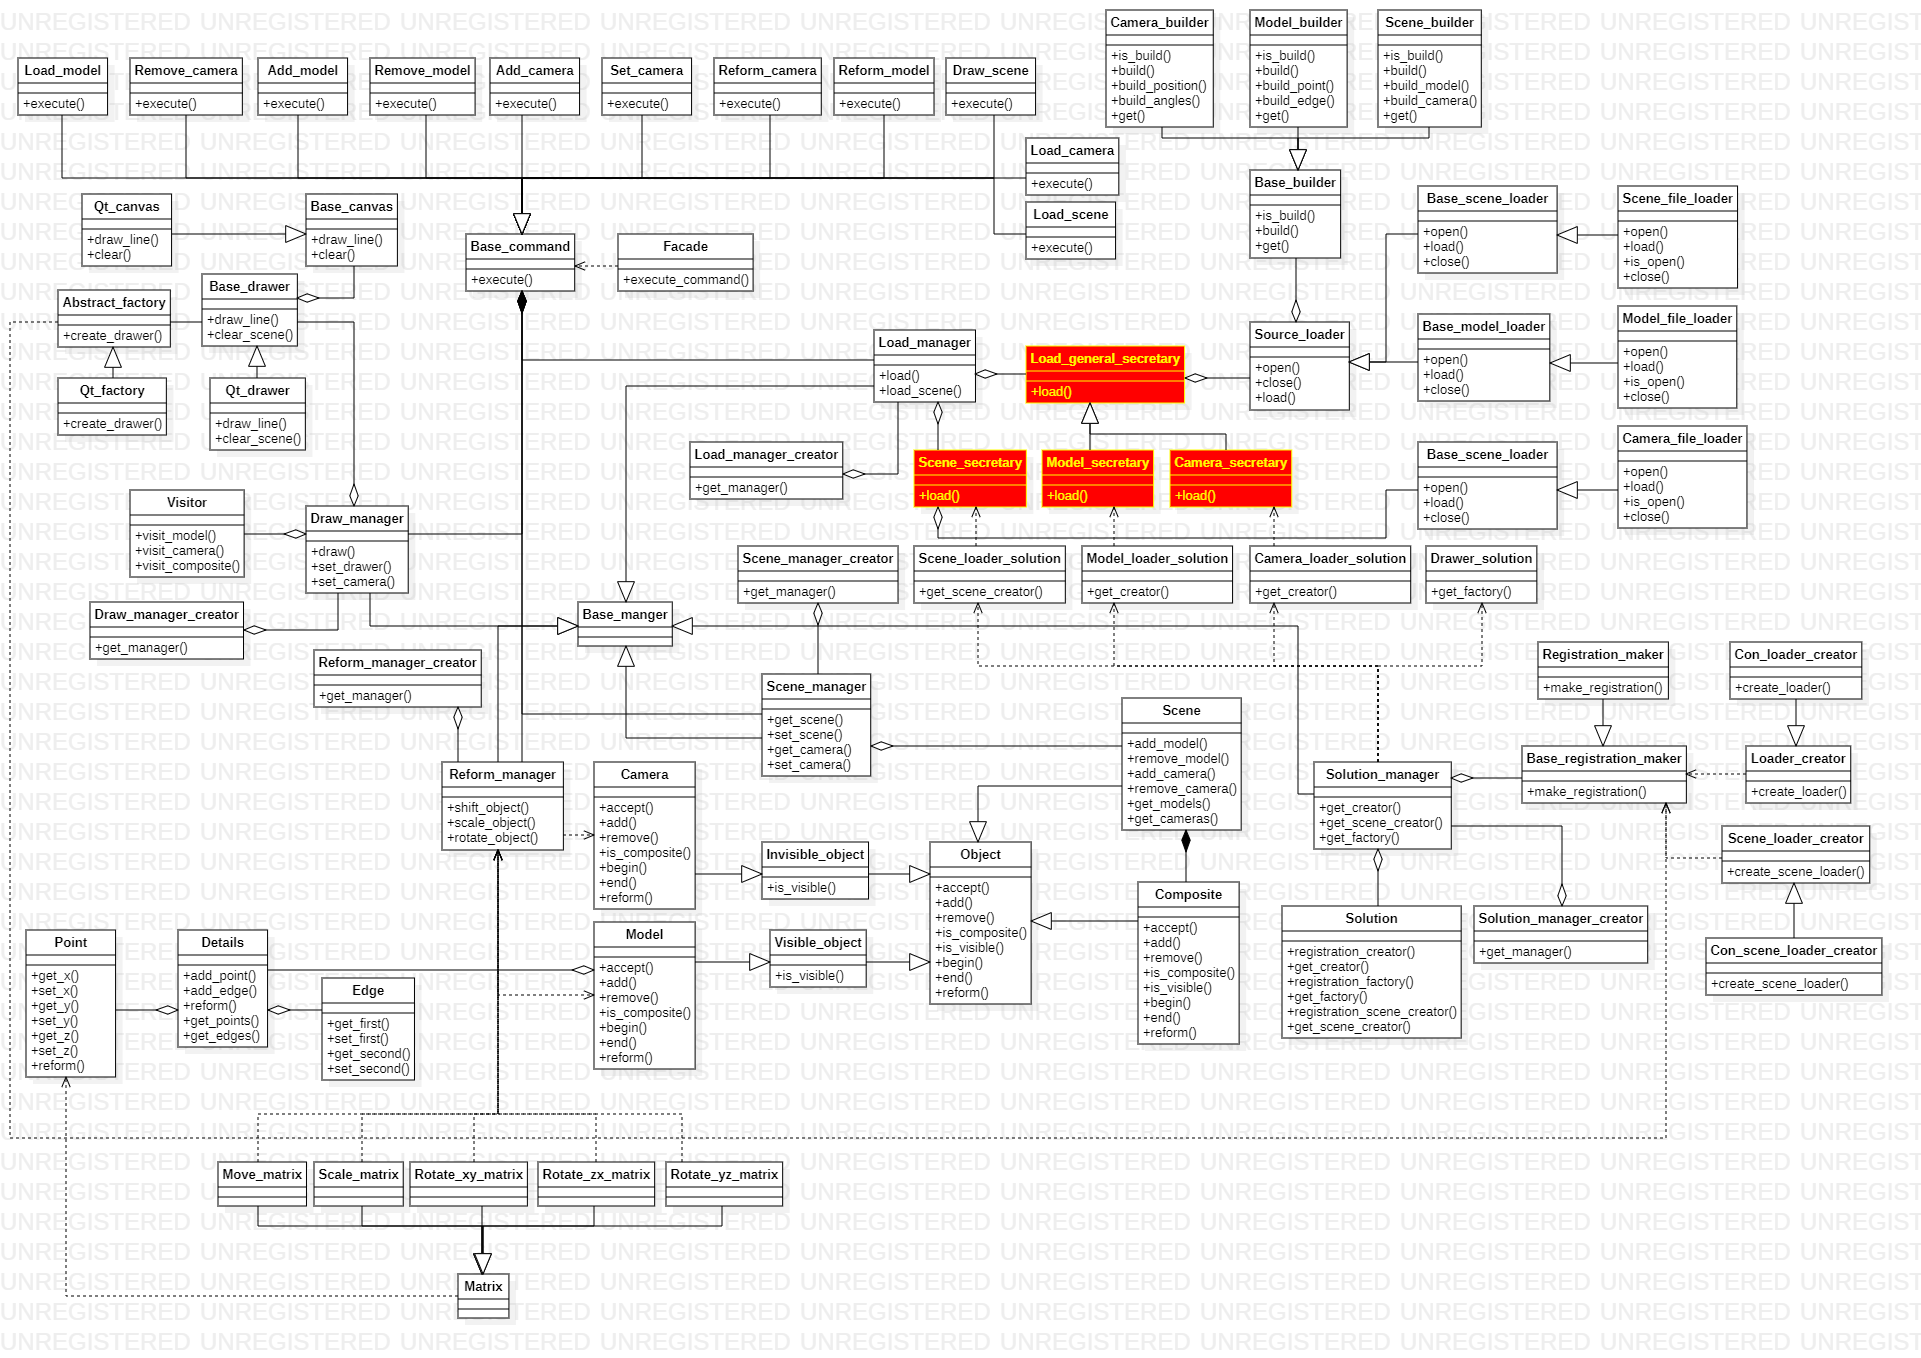 Camera_builder
+is_build()
+build()
+build_position()
+build_angles()
+get()
Model_builder
+is_build()
+build()
+build_point()
+build_edge()
+get()
Scene_builder
+is_build()
+build()
+build_model()
+build_camera()
+get()
Load_model
+execute()
Remove_camera
+execute()
Add_model
+execute()
Remove_model
+execute()
Add_camera
+execute()
Set_camera
+execute()
Reform_camera
+execute()
Reform_model
+execute()
Draw_scene
+execute()
Load_camera
+execute()
Load_scene
+execute()
Base_builder
+is_build()
+build()
+get()
Base_scene_loader
+open()
+load()
+close()
Scene_file_loader
+open()
+load()
+is_open()
+close()
Qt_canvas
+draw_line()
+clear()
Base_canvas
+draw_line()
+clear()
Base_command
+execute()
Facade
+execute_command()
Abstract_factory
+create_drawer()
Base_drawer
+draw_line()
+clear_scene()
Qt_factory
+create_drawer()
Qt_drawer
+draw_line()
+clear_scene()
Load_manager
+load()
+load_scene()
Load_general_secretary
+load()
Source_loader
+open()
+close()
+load()
Base_model_loader
+open()
+load()
+close()
Model_file_loader
+open()
+load()
+is_open()
+close()
Load_manager_creator
+get_manager()
Scene_secretary
+load()
Model_secretary
+load()
Camera_secretary
+load()
Base_scene_loader
+open()
+load()
+close()
Camera_file_loader
+open()
+load()
+is_open()
+close()
Visitor
+visit_model()
+visit_camera()
+visit_composite()
Draw_manager
+draw()
+set_drawer()
+set_camera()
Draw_manager_creator
+get_manager()
Scene_manager_creator
+get_manager()
Scene_loader_solution
+get_scene_creator()
Model_loader_solution
+get_creator()
Camera_loader_solution
+get_creator()
Drawer_solution
+get_factory()
Base_manger
Reform_manager_creator
+get_manager()
Scene_manager
+get_scene()
+set_scene()
+get_camera()
+set_camera()
Scene
+add_model()
+remove_model()
+add_camera()
+remove_camera()
+get_models()
+get_cameras()
Registration_maker
+make_registration()
Con_loader_creator
+create_loader()
Solution_manager
+get_creator()
+get_scene_creator()
+get_factory()
Base_registration_maker
+make_registration()
Loader_creator
+create_loader()
Reform_manager
+shift_object()
+scale_object()
+rotate_object()
Camera
+accept()
+add()
+remove()
+is_composite()
+begin()
+end()
+reform()
Invisible_object
+is_visible()
Object
+accept()
+add()
+remove()
+is_composite()
+is_visible()
+begin()
+end()
+reform()
Composite
+accept()
+add()
+remove()
+is_composite()
+is_visible()
+begin()
+end()
+reform()
Solution
+registration_creator()
+get_creator()
+registration_factory()
+get_factory()
+registration_scene_creator()
+get_scene_creator()
Solution_manager_creator
+get_manager()
Scene_loader_creator
+create_scene_loader()
Con_scene_loader_creator
+create_scene_loader()
Point
+get_x()
+set_x()
+get_y()
+set_y()
+get_z()
+set_z()
+reform()
Details
+add_point()
+add_edge()
+reform()
+get_points()
+get_edges()
Edge
+get_first()
+set_first()
+get_second()
+set_second()
Model
+accept()
+add()
+remove()
+is_composite()
+begin()
+end()
+reform()
Visible_object
+is_visible()
Move_matrix
Scale_matrix
Rotate_xy_matrix
Rotate_zx_matrix
Rotate_yz_matrix
Matrix